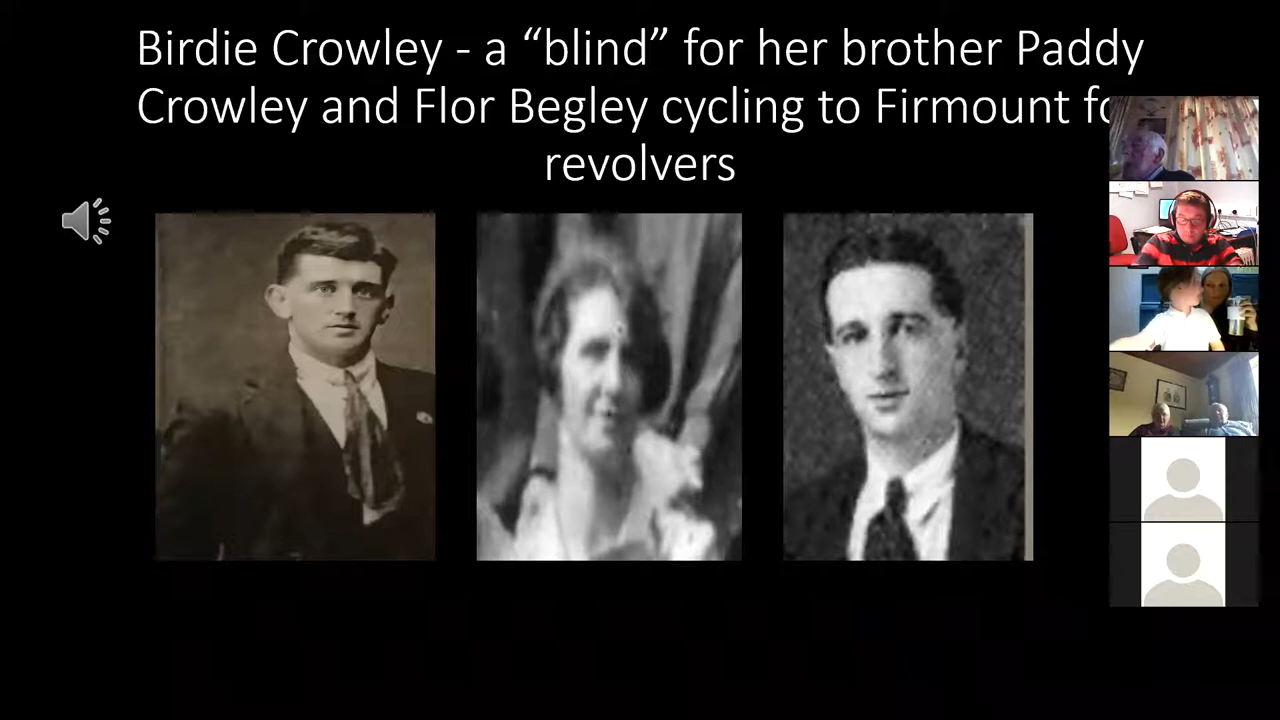 Birdie Crowley - a “blind” for her brother Paddy
Crowley and Flor Begley cycling to Firmount
revolvers